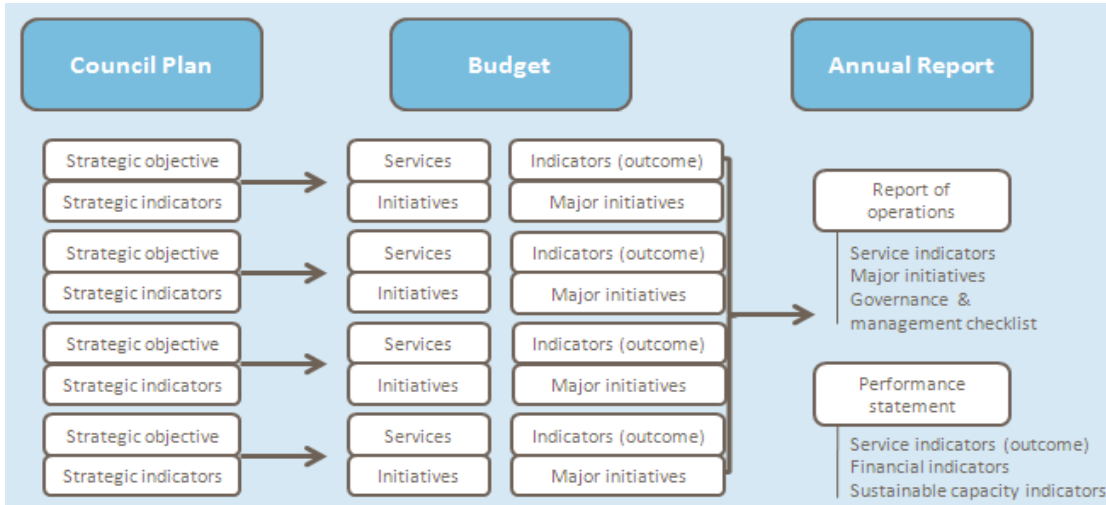 Council Plan
Budget
Annual Report
Strategic objective
Strategic indicators
Services
Initiatives
Indicators (outcome)
Major initiatives
Strategic objective
Strategic indicators
Services
Initiatives
Indicators (outcome)
Major initiatives
Strategic objective
Strategic indicators
Services
Initiatives
Indicators (outcome)
Major initiatives
Strategic objective
Strategic indicators
Services
Initiatives
Indicators (outcome)
Major initiatives
Report of
operations
Service indicators
Major initiatives
Governance &
management checklist
Performance
statement
Service indicators (outcome)
Financial indicators
Sustainable capacity indicators